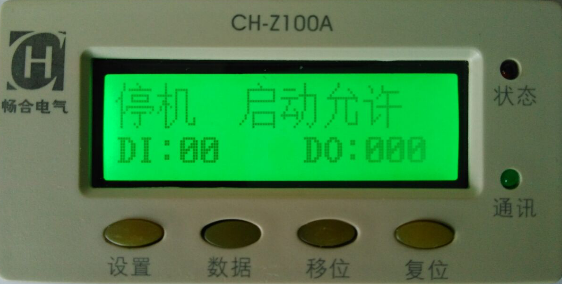 CH-Z100A
畅合电气
停机 启动允许
DI:00 DO:000
状态
通讯
设置 数据 移位 复位